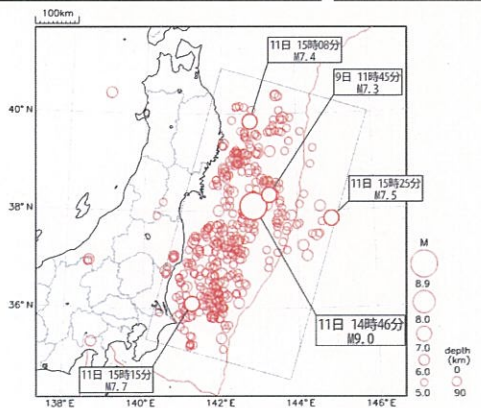 100km
11日 15時08分
M7.4
9日 11時45分
M7.3
40°N
11日 15時25分
M7.5
38°N
M
8.9
8.0
7.0
6.0
5.0
depth
(km)
0
90
36°N
11日 14時46分
M9.0
11日 15時15分
M7.7
138°E
140°E
142°E
144°E